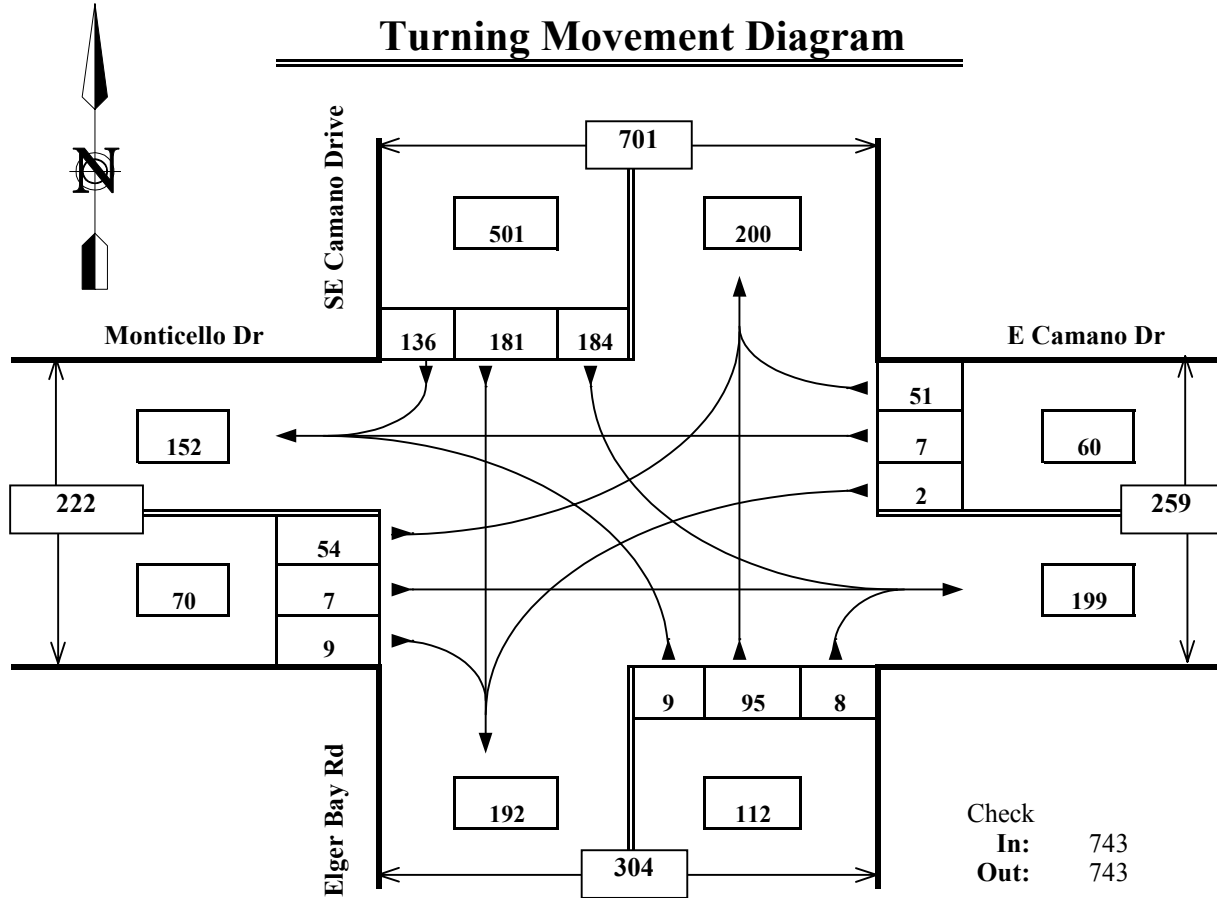 Turning Movement Diagram
N
SE Camano Drive
701
501
200
Monticello Dr
136 181 184
E Camano Dr
51
152
7
60
2
222
259
54
70
7
199
9
9 95 8
Elger Bay Rd
192
112
304
Check
In: 743
Out: 743